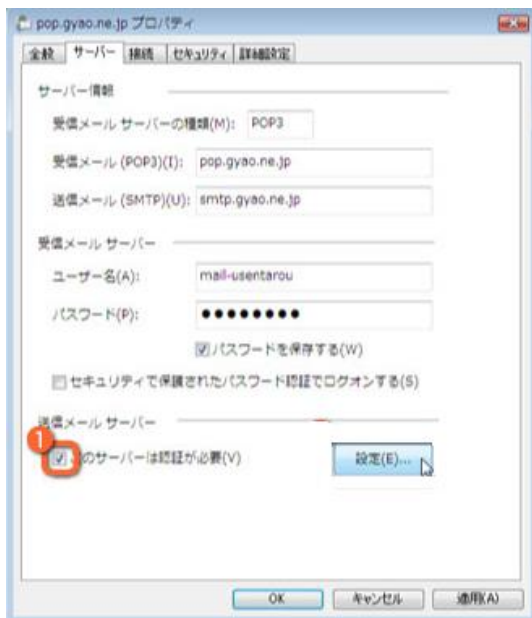 pop.gyao.ne.jp プロパティ
全般 サーバー 接続 セキュリティ 詳細設定
サーバー情報
受信メール サーバーの種類(M): POP3
受信メール (POP3)(I): pop.gyao.ne.jp
送信メール (SMTP)(U): smtp.gyao.ne.jp
受信メール サーバー
ユーザー名(A): mail-usentarou
パスワード(P): ●●●●●●●●
パスワードを保存する(W)
セキュリティで保護されたパスワード認証でログオンする(S)
送信メール サーバー
1
このサーバーは認証が必要(V) 設定(E)...
OK キャンセル 適用(A)